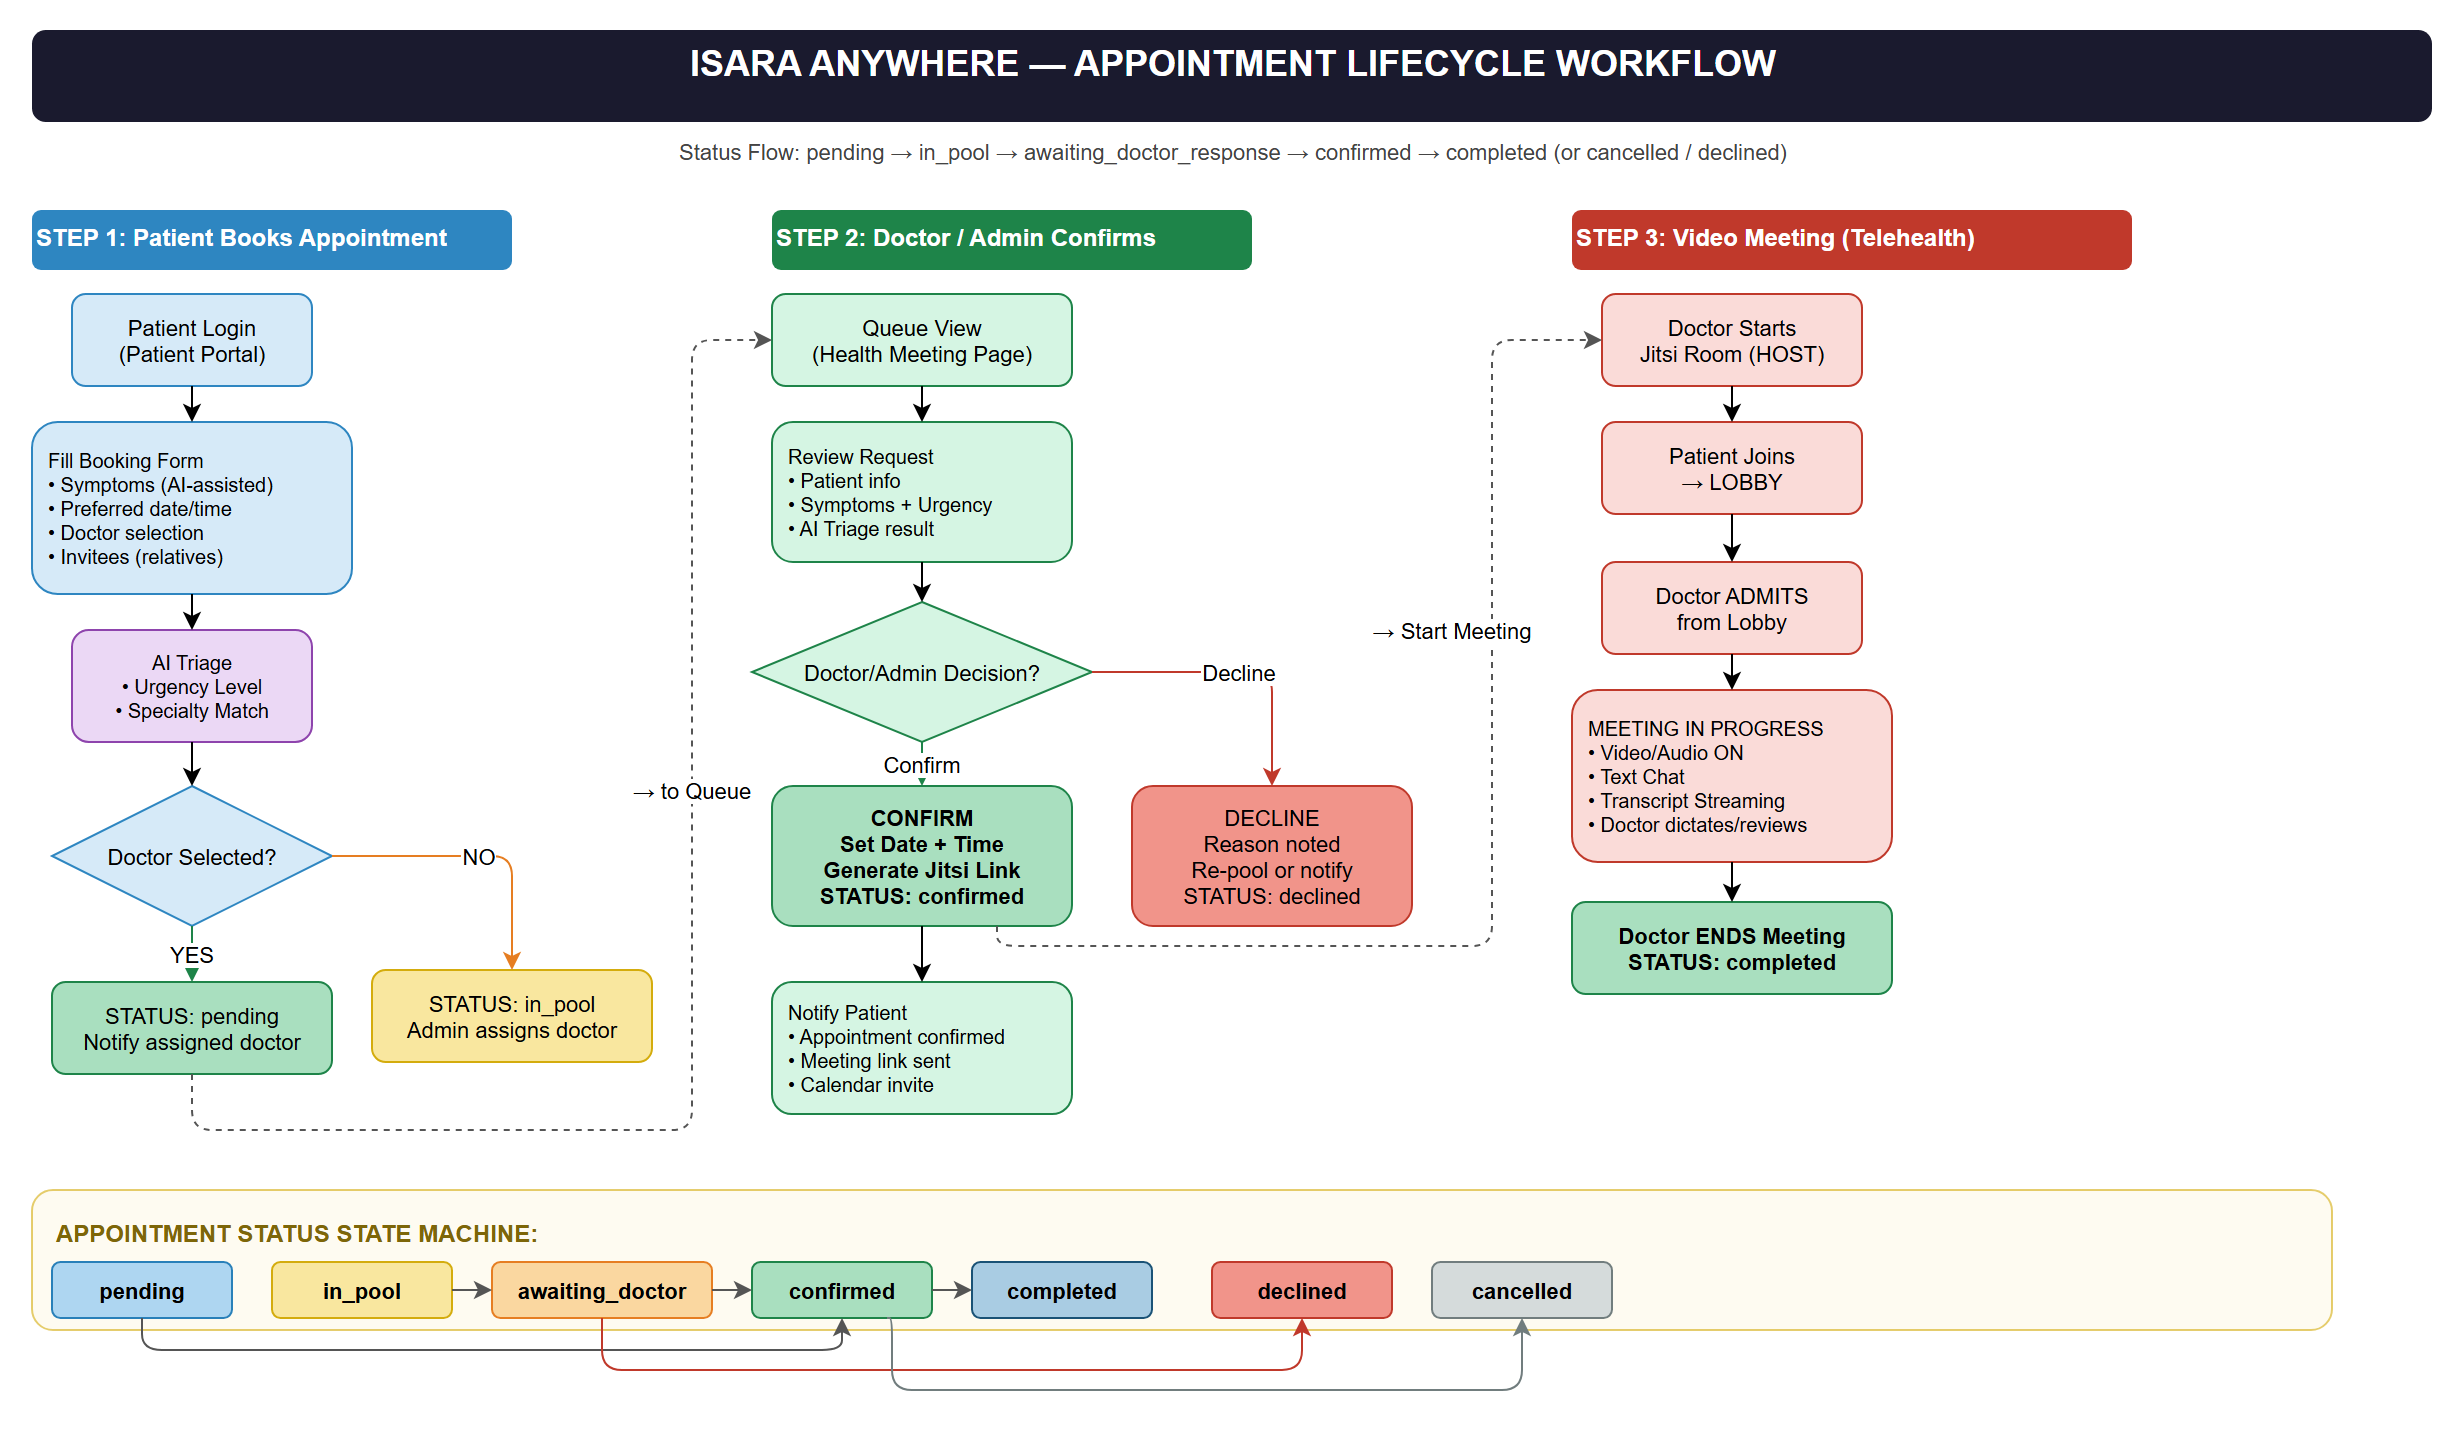 ISARA ANYWHERE — APPOINTMENT LIFECYCLE WORKFLOW
Status Flow: pending → in_pool → awaiting_doctor_response → confirmed → completed (or cancelled / declined)
STEP 1: Patient Books Appointment
Patient Login
(Patient Portal)
Fill Booking Form
• Symptoms (AI-assisted)
• Preferred date/time
• Doctor selection
• Invitees (relatives)
AI Triage
• Urgency Level
• Specialty Match
Doctor Selected?
NO
YES
STATUS: pending
Notify assigned doctor
STATUS: in_pool
Admin assigns doctor
→ to Queue
STEP 2: Doctor / Admin Confirms
Queue View
(Health Meeting Page)
Review Request
• Patient info
• Symptoms + Urgency
• AI Triage result
Doctor/Admin Decision?
Decline
Confirm
CONFIRM
Set Date + Time
Generate Jitsi Link
STATUS: confirmed
DECLINE
Reason noted
Re-pool or notify
STATUS: declined
Notify Patient
• Appointment confirmed
• Meeting link sent
• Calendar invite
→ Start Meeting
STEP 3: Video Meeting (Telehealth)
Doctor Starts
Jitsi Room (HOST)
Patient Joins
→ LOBBY
Doctor ADMITS
from Lobby
MEETING IN PROGRESS
• Video/Audio ON
• Text Chat
• Transcript Streaming
• Doctor dictates/reviews
Doctor ENDS Meeting
STATUS: completed
APPOINTMENT STATUS STATE MACHINE:
pending
in_pool
awaiting_doctor
confirmed
completed
declined
cancelled